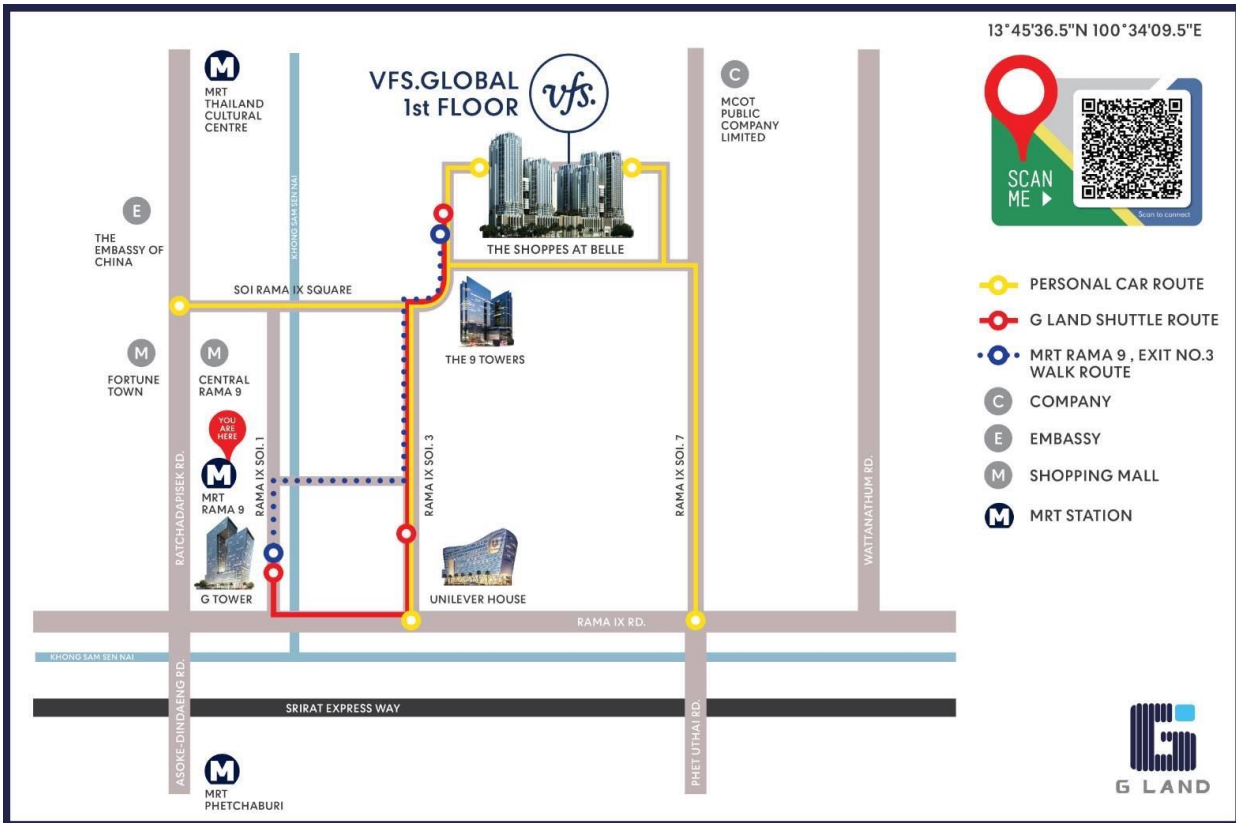 13°45'36.5"N 100°34'09.5"E
MRT
THAILAND
CULTURAL
CENTRE
VFS.GLOBAL
1st FLOOR
vfs.
MCOT
PUBLIC
COMPANY
LIMITED
C
M
SCAN
ME
Scan to connect
E
THE
EMBASSY OF
CHINA
KHONG SAM SEN NAI
THE SHOPPES AT BELLE
SOI RAMA IX SQUARE
PERSONAL CAR ROUTE
G LAND SHUTTLE ROUTE
MRT RAMA 9 , EXIT NO.3
WALK ROUTE
C
COMPANY
E
EMBASSY
M
SHOPPING MALL
M
MRT STATION
M
FORTUNE
TOWN
M
CENTRAL
RAMA 9
THE 9 TOWERS
YOU
ARE
HERE
M
MRT
RAMA 9
G TOWER
RATCHADAPISEK RD.
RAMA IX SOI. 1
RAMA IX SOI. 3
RAMA IX SOI. 7
WATTANATHUM RD.
UNILEVER HOUSE
RAMA IX RD.
KHONG SAM SEN NAI
SRIRAT EXPRESS WAY
ASOKE-DINDAENG RD.
PHET UTHAI RD.
M
MRT
PHETCHABURI
G LAND